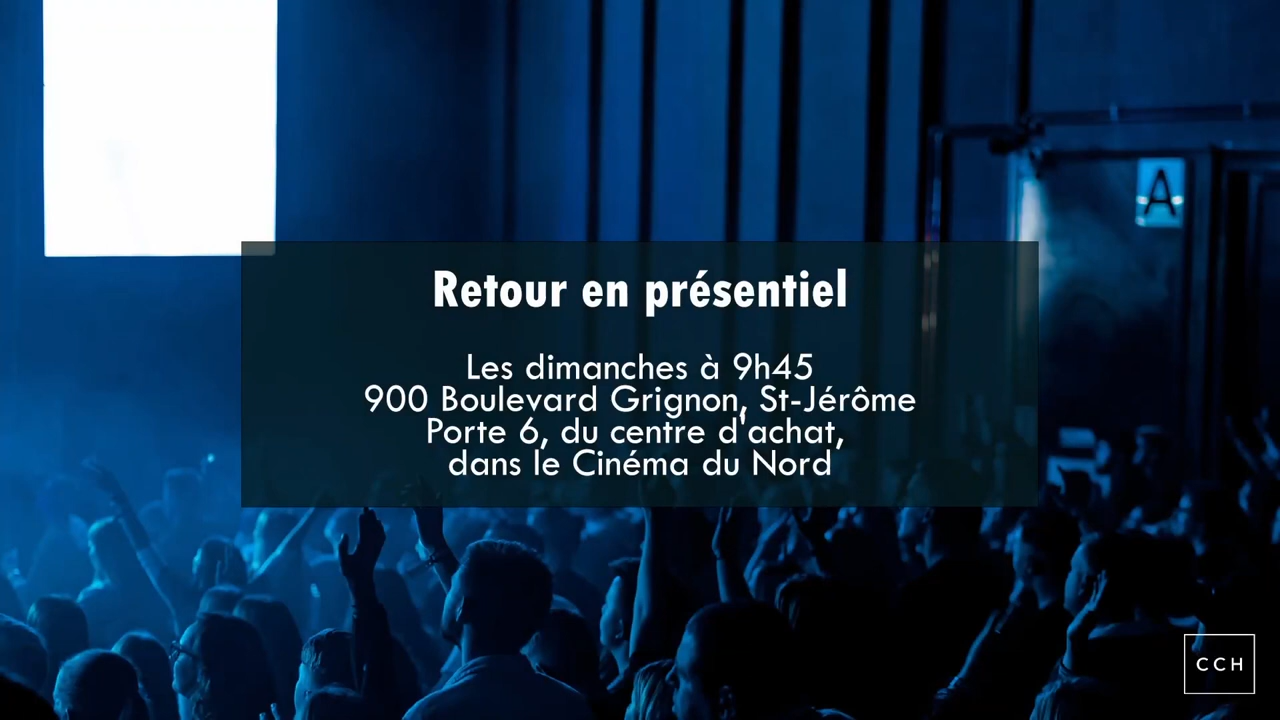 A
Retour en présentiel
Les dimanches à 9h45
900 Boulevard Grignon, St-Jérôme
Porte 6, du centre d'achat,
dans le Cinéma du Nord
CCH